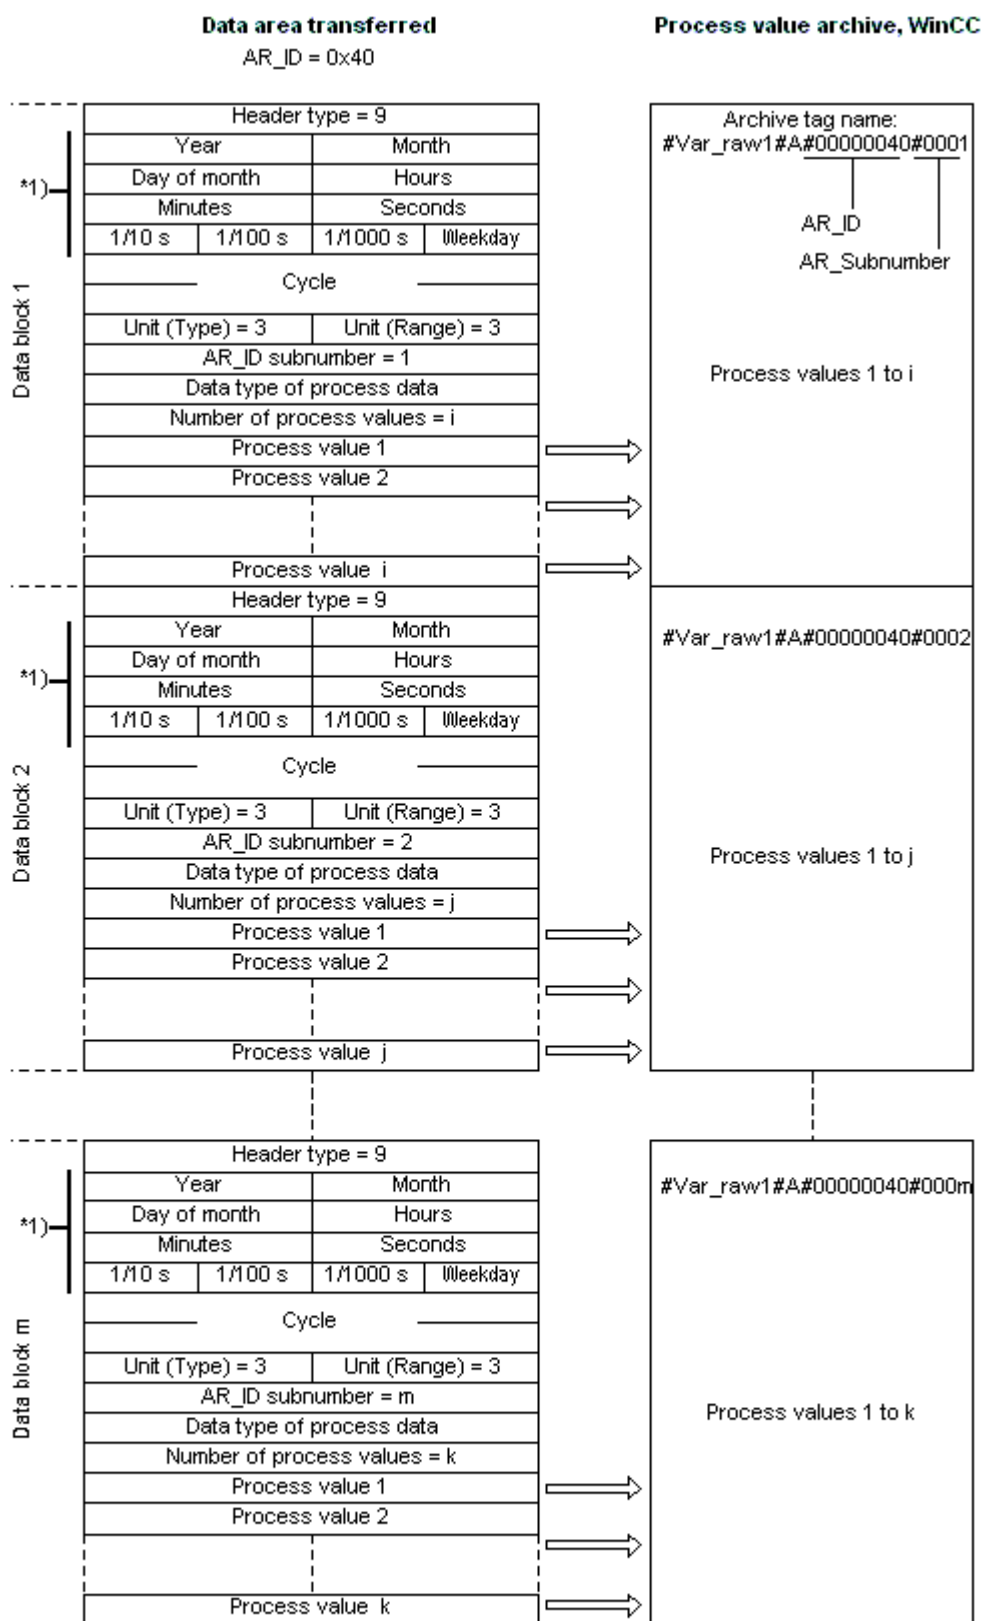 Data area transferred
Process value archive, WinCC
AR_ID = 0x40
Data block 1
*1)
Header type = 9
Year Month
Day of month Hours
Minutes Seconds
1/10 s 1/100 s 1/1000 s Weekday
Cycle
Unit (Type) = 3 Unit (Range) = 3
AR_ID subnumber = 1
Data type of process data
Number of process values = i
Process value 1
Process value 2
Process value i
Archive tag name:
#Var_raw1#A#00000040#0001
AR_ID
AR_Subnumber
Process values 1 to i
Data block 2
*1)
Header type = 9
Year Month
Day of month Hours
Minutes Seconds
1/10 s 1/100 s 1/1000 s Weekday
Cycle
Unit (Type) = 3 Unit (Range) = 3
AR_ID subnumber = 2
Data type of process data
Number of process values = j
Process value 1
Process value 2
Process value j
#Var_raw1#A#00000040#0002
Process values 1 to j
Data block m
*1)
Header type = 9
Year Month
Day of month Hours
Minutes Seconds
1/10 s 1/100 s 1/1000 s Weekday
Cycle
Unit (Type) = 3 Unit (Range) = 3
AR_ID subnumber = m
Data type of process data
Number of process values = k
Process value 1
Process value 2
Process value k
#Var_raw1#A#00000040#000m
Process values 1 to k